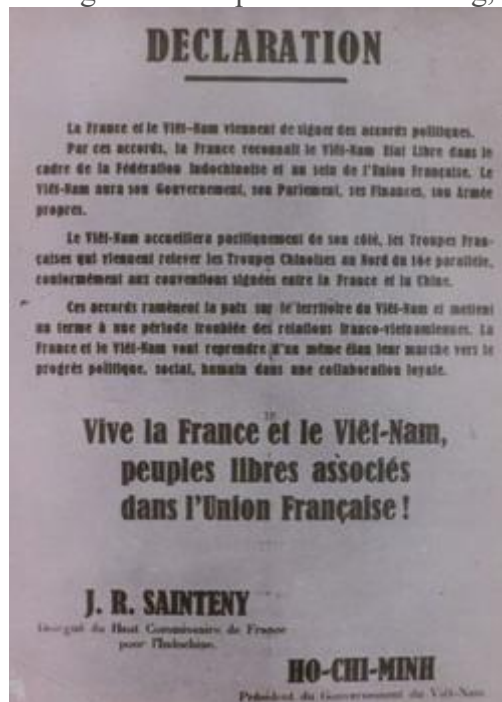 DECLARATION
La France et le Viêt-Nam viennent de signer des accords politiques.
Par ces accords, la France reconnaît le Viêt-Nam Etat Libre dans le
cadre de la Fédération Indochinoise et au sein de l'Union Française. Le
Viêt-Nam aura son Gouvernement, son Parlement, ses Finances, son Armée
propres.
Le Viêt-Nam accueillera pacifiquement de son côté, les Troupes Fran-
caises qui viennent relever les Troupes Chinoises au Nord du 16e parallèle,
conformément aux conventions signées entre la France et la Chine.
Ces accords ramènent la paix sur le territoire du Viêt-Nam et mettent
un terme à une période troublée des relations franco-vietnamiennes. La
France et le Viêt-Nam vont reprendre d'un même élan leur marche vers le
progrès politique, social, humain dans une collaboration loyale.
Vive la France et le Viêt-Nam,
peuples libres associés
dans l'Union Française !
J. R. SAINTENY
du Haut Commissaire de France
pour l'Indochine.
HO-CHI-MINH
Président du Gouvernement du Viêt-Nam